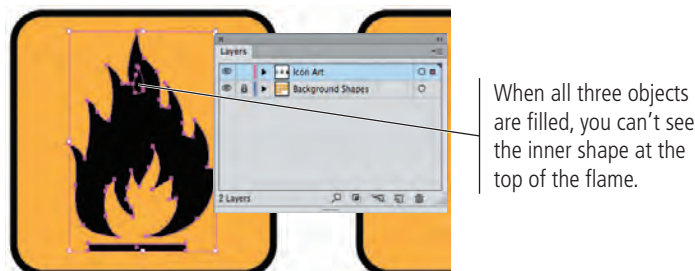 Layers
Icon Art
Background Shapes
2 Layers
When all three objects
are filled, you can't see
the inner shape at the
top of the flame.